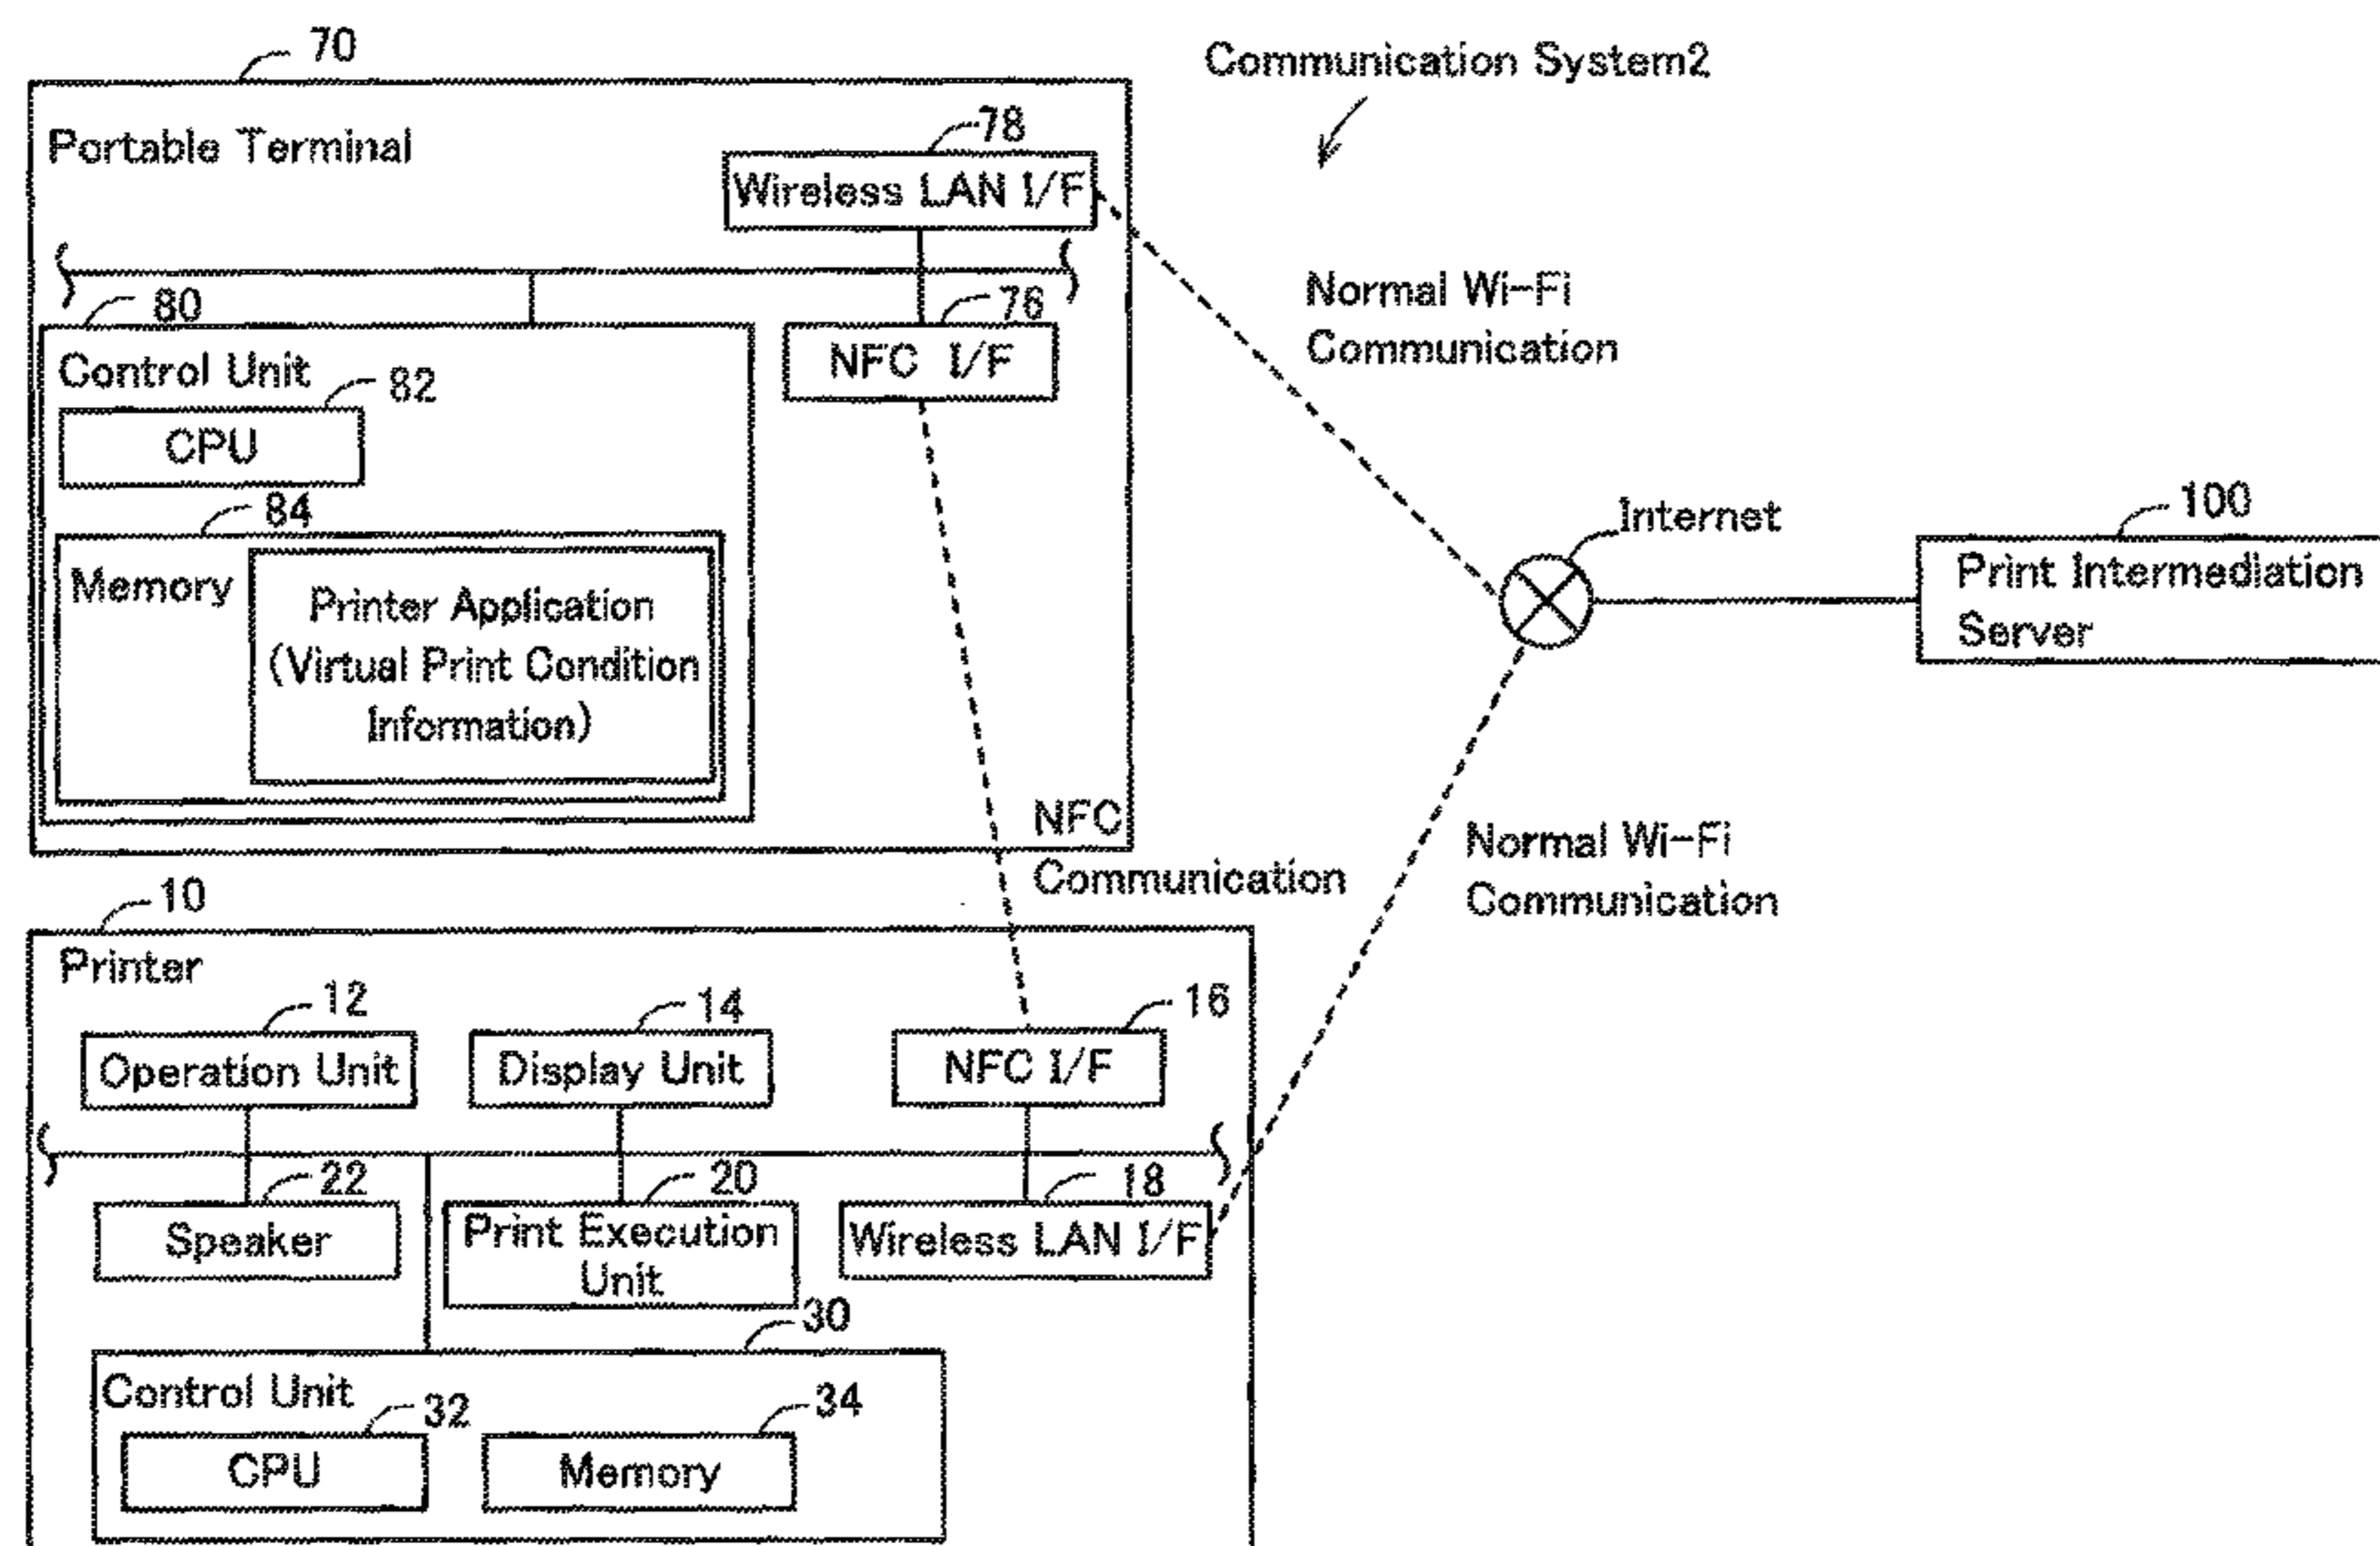 70
Communication System2
Portable Terminal
78
Wireless LAN I/F
Normal Wi-Fi
Communication
80
76
Control Unit
NFC I/F
82
CPU
84
Memory
Printer Application
(Virtual Print Condition
Information)
Internet
100
Print Intermediation
Server
NFC
Communication
Normal Wi-Fi
Communication
10
Printer
12
14
16
Operation Unit
Display Unit
NFC I/F
22
20
18
Speaker
Print Execution
Unit
Wireless LAN I/F
30
Control Unit
32
34
CPU
Memory